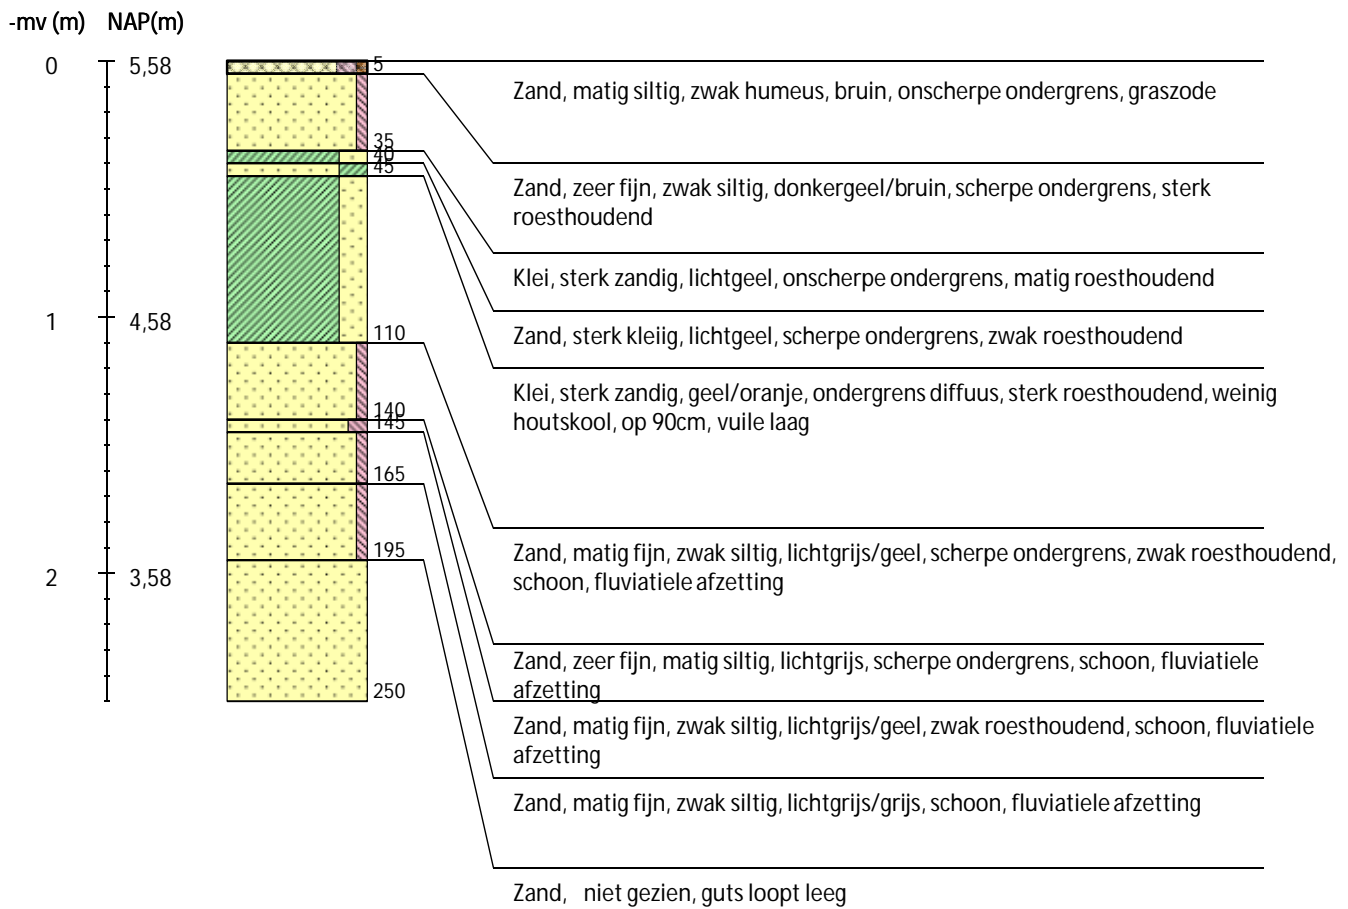 -mv (m) NAP(m)
0 5,58
5
Zand, matig siltig, zwak humeus, bruin, onscherpe ondergrens, graszode
35
40
45
Zand, zeer fijn, zwak siltig, donkergeel/bruin, scherpe ondergrens, sterk
roesthoudend
Klei, sterk zandig, lichtgeel, onscherpe ondergrens, matig roesthoudend
1 4,58
110
Zand, sterk kleiig, lichtgeel, scherpe ondergrens, zwak roesthoudend
Klei, sterk zandig, geel/oranje, ondergrens diffuus, sterk roesthoudend, weinig
houtskool, op 90cm, vuile laag
140
145
165
195
Zand, matig fijn, zwak siltig, lichtgrijs/geel, scherpe ondergrens, zwak roesthoudend,
schoon, fluviatiele afzetting
2 3,58
Zand, zeer fijn, matig siltig, lichtgrijs, scherpe ondergrens, schoon, fluviatiele
afzetting
250
Zand, matig fijn, zwak siltig, lichtgrijs/geel, zwak roesthoudend, schoon, fluviatiele
afzetting
Zand, matig fijn, zwak siltig, lichtgrijs/grijs, schoon, fluviatiele afzetting
Zand, niet gezien, guts loopt leeg